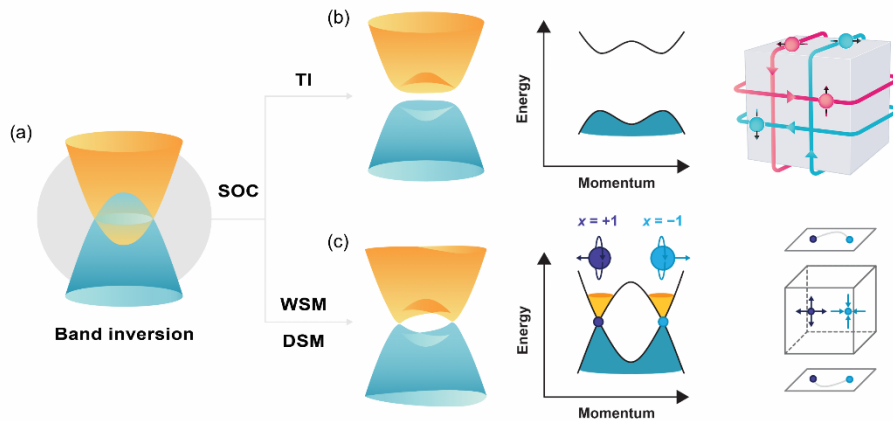 (a)
Band inversion
SOC
TI
WSM
DSM
(b)
Energy
Momentum
(c)
x = +1
x = −1
Energy
Momentum